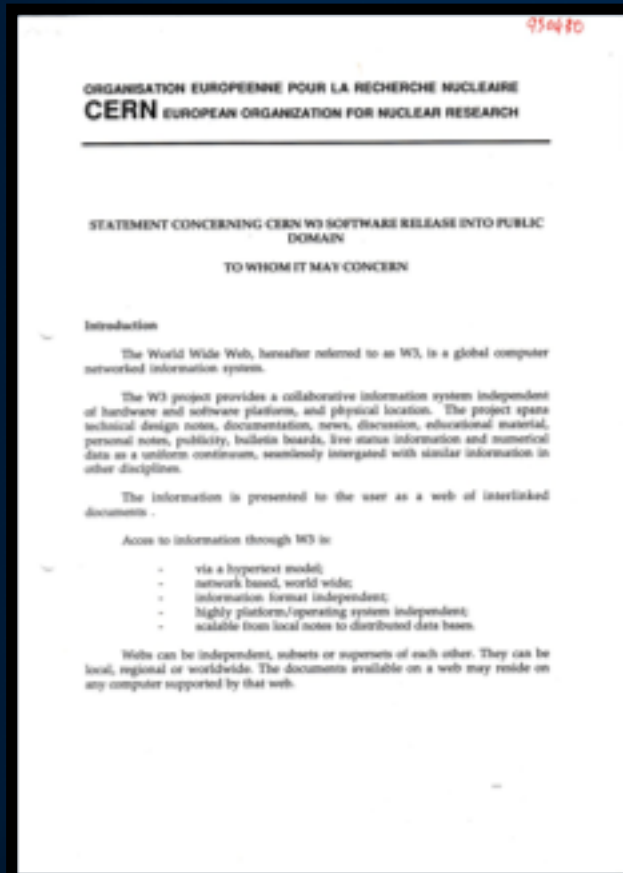 930430
ORGANISATION EUROPEENNE POUR LA RECHERCHE NUCLEAIRE
CERN EUROPEAN ORGANIZATION FOR NUCLEAR RESEARCH
STATEMENT CONCERNING CERN W3 SOFTWARE RELEASE INTO PUBLIC
DOMAIN
TO WHOM IT MAY CONCERN
Introduction
The World Wide Web, hereafter referred to as W3, is a global computer
networked information system.
The W3 project provides a collaborative information system independent
of hardware and software platform, and physical location. The project spans
technical design notes, documentation, news, discussion, educational material,
personal notes, publicity, bulletin boards, live status information and numerical
data as a uniform continuum, seamlessly intergated with similar information in
other disciplines.
The information is presented to the user as a web of interlinked
documents .
Acces to information through W3 is:
- via a hypertext model;
- network based, world wide;
- information format independent;
- highly platform/operating system independent;
- scalable from local notes to distributed data bases.
Webs can be independent, subsets or supersets of each other. They can be
local, regional or worldwide. The documents available on a web may reside on
any computer supported by that web.